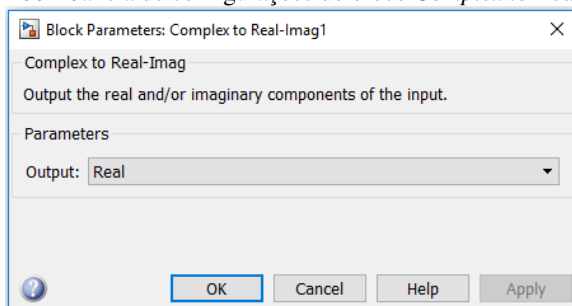 Block Parameters: Complex to Real-Imag1
Complex to Real-Imag
Output the real and/or imaginary components of the input.
Parameters
Output: Real
OK Cancel Help Apply